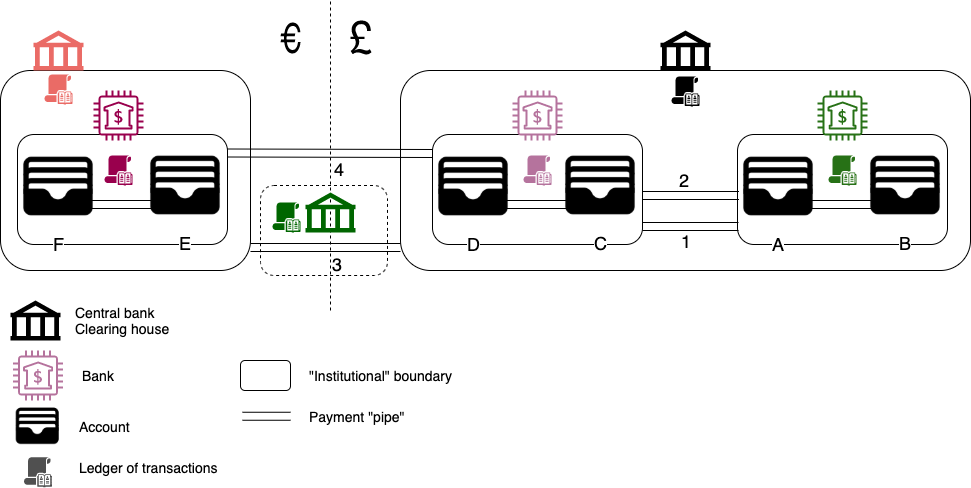 € £
$ $ $
4
2
1
3
F E D C A B
Central bank
Clearing house
$
Bank
"Institutional" boundary
Account
Payment "pipe"
Ledger of transactions